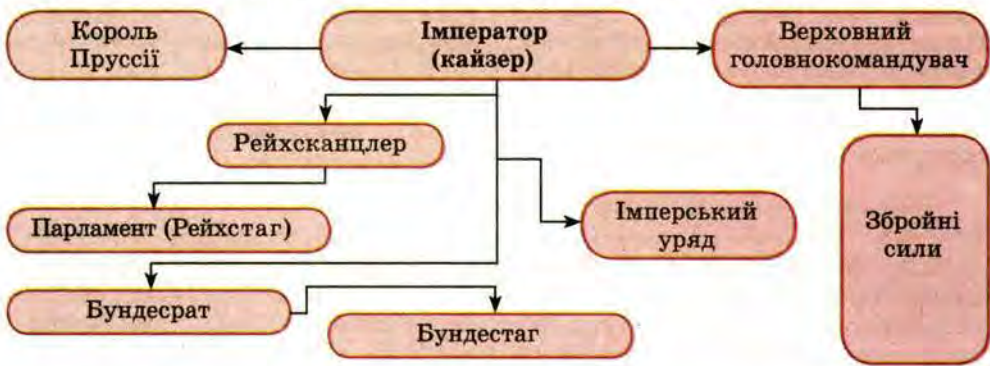 Король
Пруссії
Імператор
(кайзер)
Верховний
головнокомандувач
Рейхсканцлер
Парламент (Рейхстаг)
Імперський
уряд
Збройні
сили
Бундесрат
Бундестаг